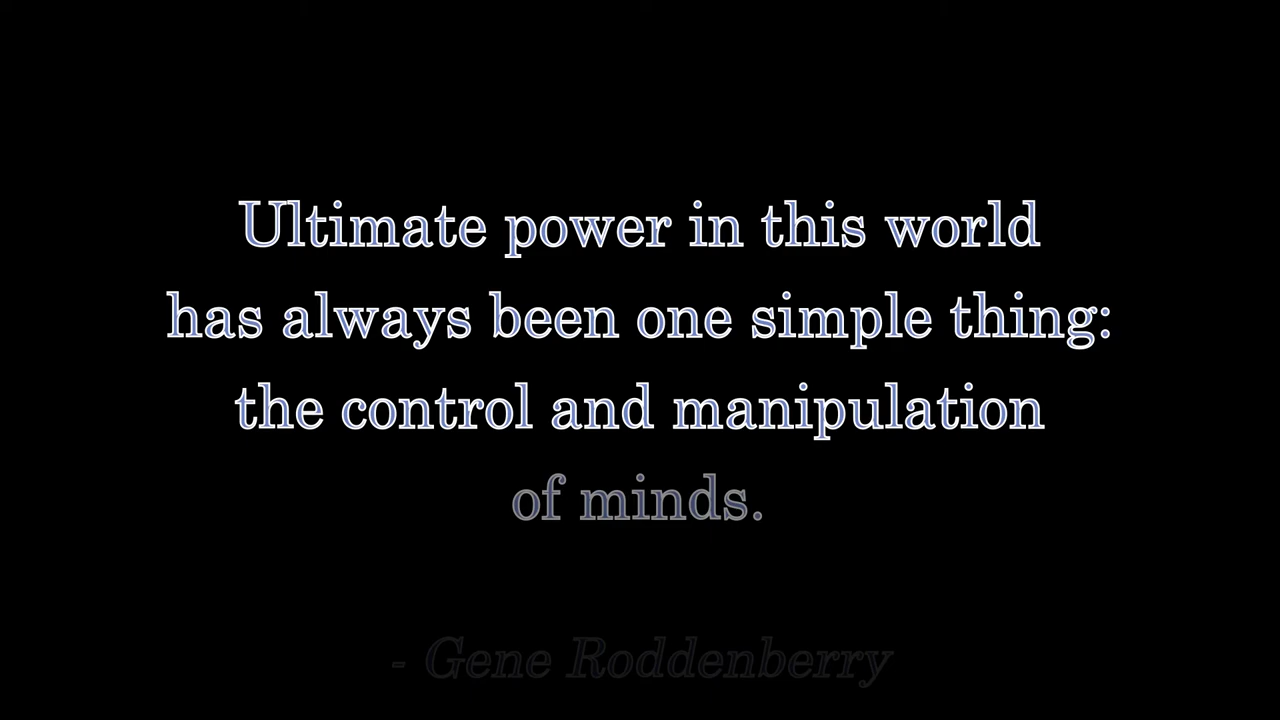 Ultimate power in this world
has always been one simple thing:
the control and manipulation
of minds.
- Gene Roddenberry